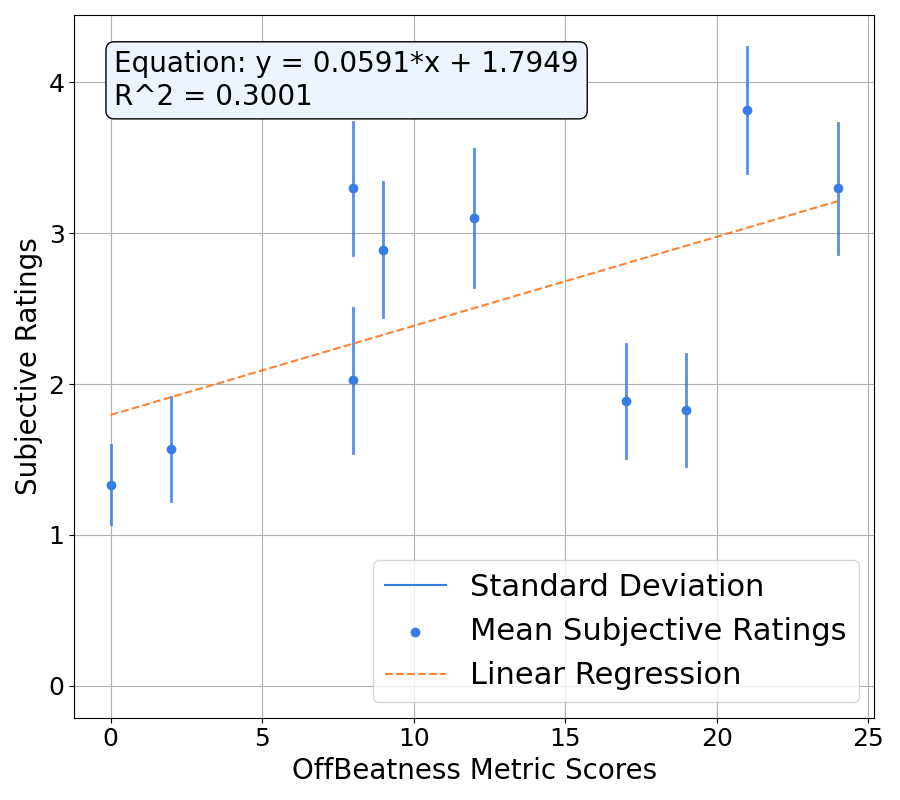 Equation: y = 0.0591*x + 1.7949
R^2 = 0.3001
4
3
2
1
0
Subjective Ratings
Standard Deviation
Mean Subjective Ratings
Linear Regression
0 5 10 15 20 25
OffBeatness Metric Scores